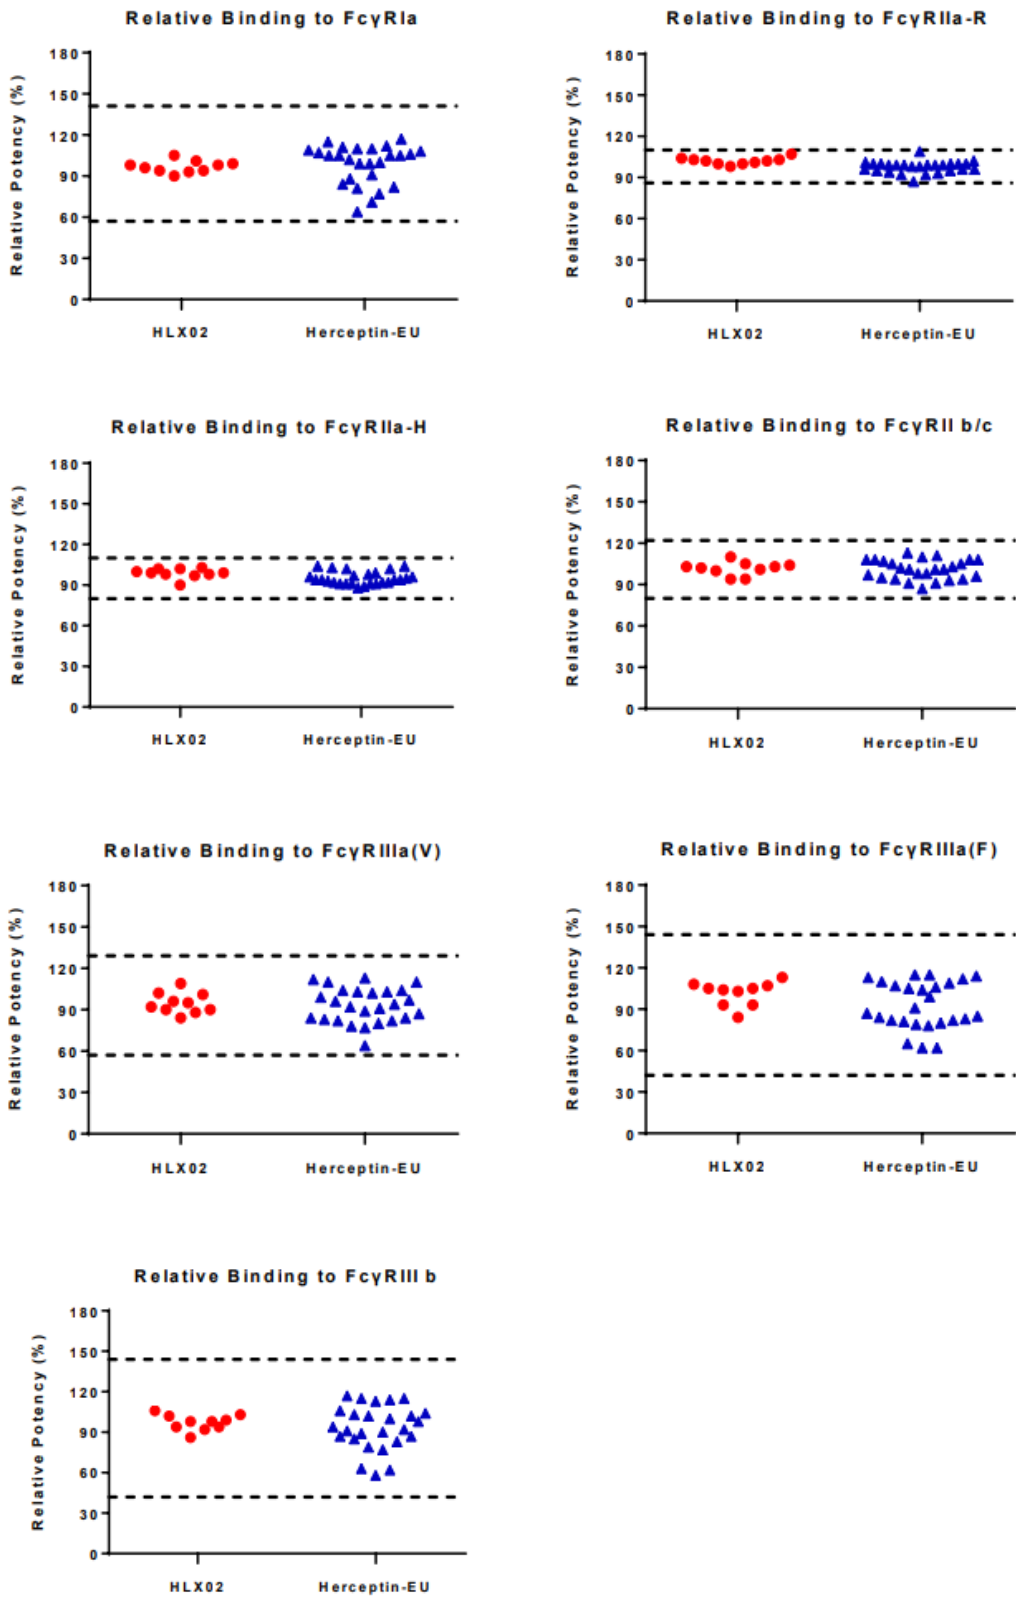 Relative Binding to FcγRIa
Relative Potency (%)
180
150
120
90
60
30
0
HLX02 Herceptin-EU
Relative Binding to FcγRIIa-R
Relative Potency (%)
180
150
120
90
60
30
0
HLX02 Herceptin-EU
Relative Binding to FcγRIIa-H
Relative Potency (%)
180
150
120
90
60
30
0
HLX02 Herceptin-EU
Relative Binding to FcγRII b/c
Relative Potency (%)
180
150
120
90
60
30
0
HLX02 Herceptin-EU
Relative Binding to FcγRIIIa(V)
Relative Potency (%)
180
150
120
90
60
30
0
HLX02 Herceptin-EU
Relative Binding to FcγRIIIa(F)
Relative Potency (%)
180
150
120
90
60
30
0
HLX02 Herceptin-EU
Relative Binding to FcγRIII b
Relative Potency (%)
180
150
120
90
60
30
0
HLX02 Herceptin-EU